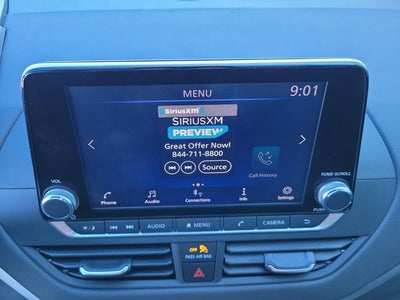 MENU
9:01
SiriusXM
SIRIUSXM
PREVIEW
Great Offer Now!
844-711-8800
Source
Call History
Phone
Audio
Connections
Info
Settings
VOL
TUNE·SCROLL
PUSH
AUDIO
MENU
CAMERA
OFF
PASS AIR BAG